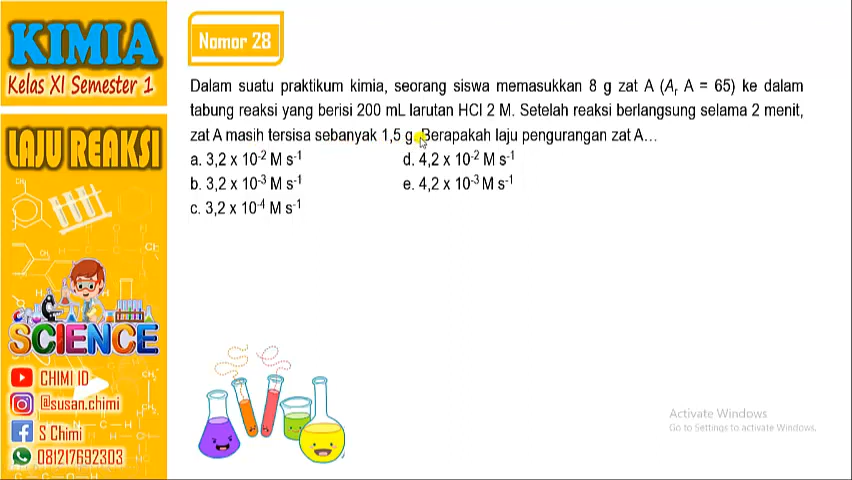 KIMIA
Kelas XI Semester 1
LAJU REAKSI
SCIENCE
CHIMI ID
@susan.chimi
S Chimi
081217692303
Nomor 28
Dalam suatu praktikum kimia, seorang siswa memasukkan 8 g zat A (Aᵣ A = 65) ke dalam
tabung reaksi yang berisi 200 mL larutan HCl 2 M. Setelah reaksi berlangsung selama 2 menit,
zat A masih tersisa sebanyak 1,5 g. Berapakah laju pengurangan zat A…
a. 3,2 x 10⁻² M s⁻¹ d. 4,2 x 10⁻² M s⁻¹
b. 3,2 x 10⁻³ M s⁻¹ e. 4,2 x 10⁻³ M s⁻¹
c. 3,2 x 10⁻⁴ M s⁻¹
Activate Windows
Go to Settings to activate Windows.